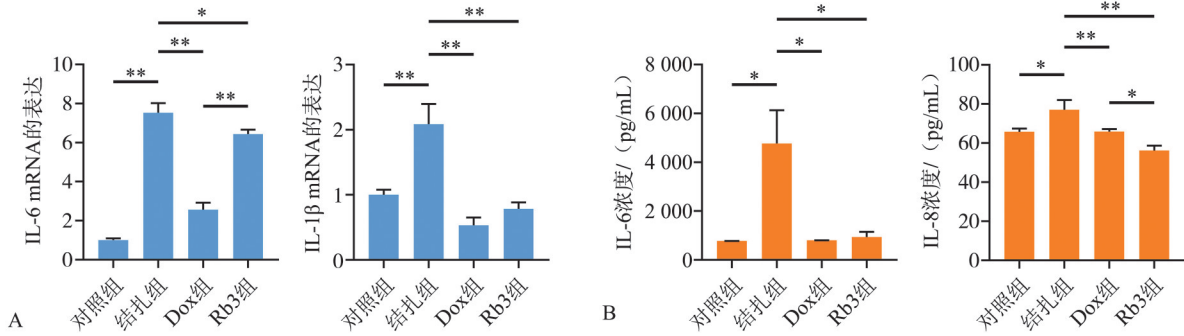 A
IL-6 mRNA的表达
10
8
6
4
2
0
**
**
*
**
对照组
结扎组
Dox组
Rb3组
IL-1β mRNA的表达
3
2
1
0
**
**
**
对照组
结扎组
Dox组
Rb3组
B
IL-6浓度/（pg/mL）
8 000
6 000
4 000
2 000
0
*
*
*
对照组
结扎组
Dox组
Rb3组
IL-8浓度/（pg/mL）
100
80
60
40
20
0
*
**
**
*
对照组
结扎组
Dox组
Rb3组